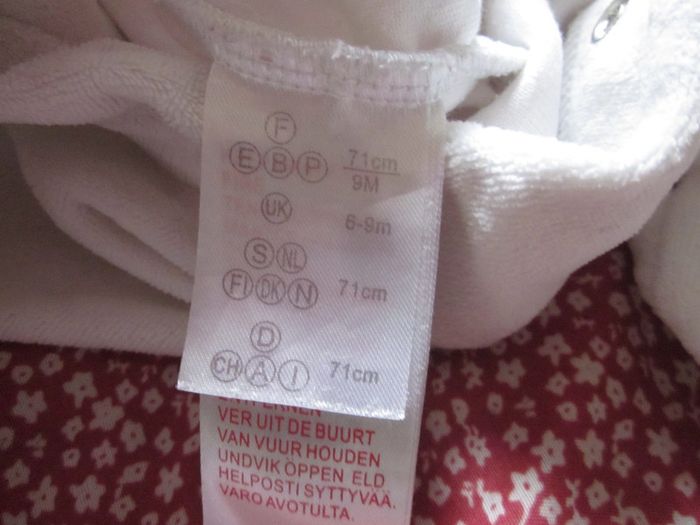 F
E B P 71cm
9M
UK 6-9m
S NL
FI DK N 71cm
D
CH A I 71cm
ENTFERNEN
VER UIT DE BUURT
VAN VUUR HOUDEN
UNDVIK ÖPPEN ELD
HELPOSTI SYTTYVÄÄ.
VARO AVOTULTA.